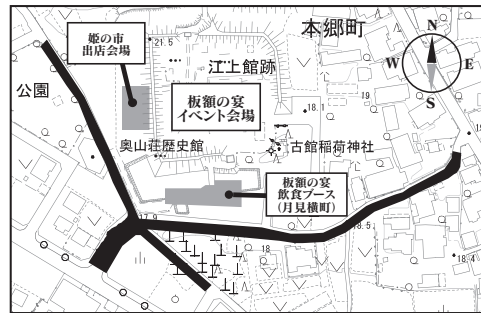 姫の市
出店会場
21.5
本郷町
N
W
E
S
江上館跡
公園
板額の宴
イベント会場
18.1
19
奥山荘歴史館
古館稲荷神社
板額の宴
飲食ブース
(月見横町)
17.9
18
18.5
18.4